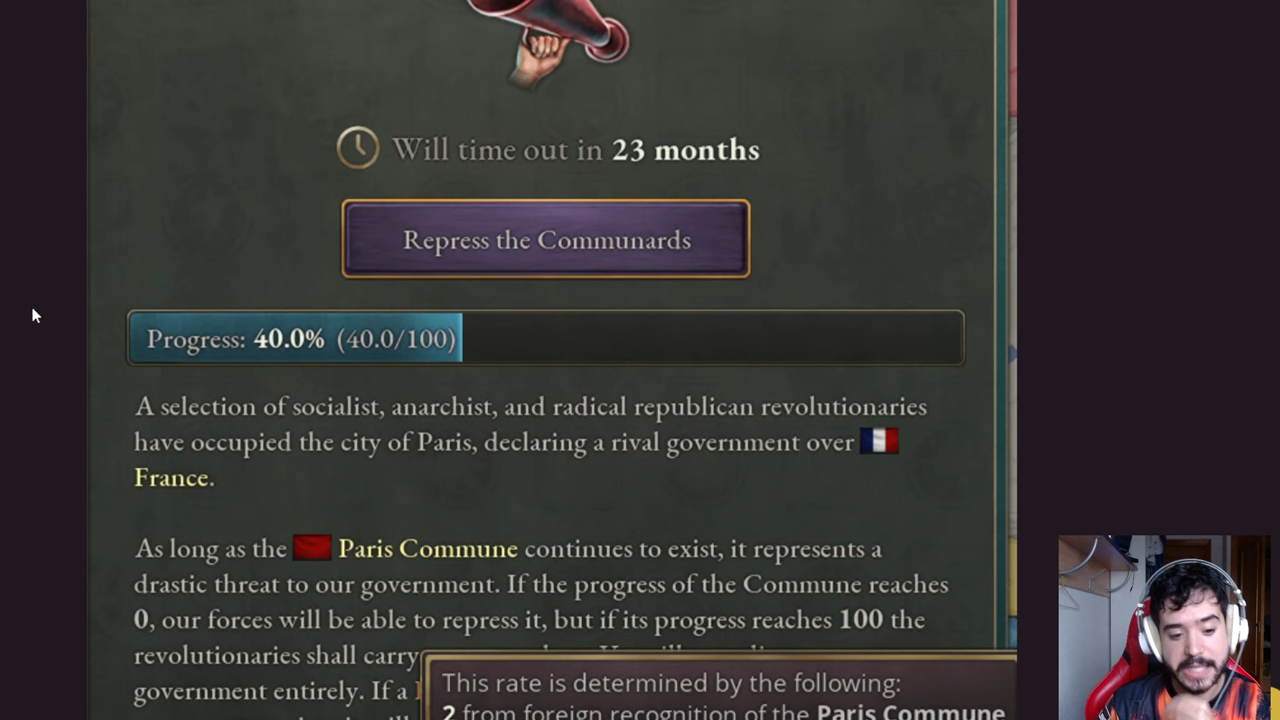 Will time out in 23 months
Repress the Communards
Progress: 40.0% (40.0/100)
A selection of socialist, anarchist, and radical republican revolutionaries
have occupied the city of Paris, declaring a rival government over
France.
As long as the Paris Commune continues to exist, it represents a
drastic threat to our government. If the progress of the Commune reaches
0, our forces will be able to repress it, but if its progress reaches 100 the
revolutionaries shall carry
government entirely. If a
This rate is determined by the following:
2 from foreign recognition of the Paris Commune